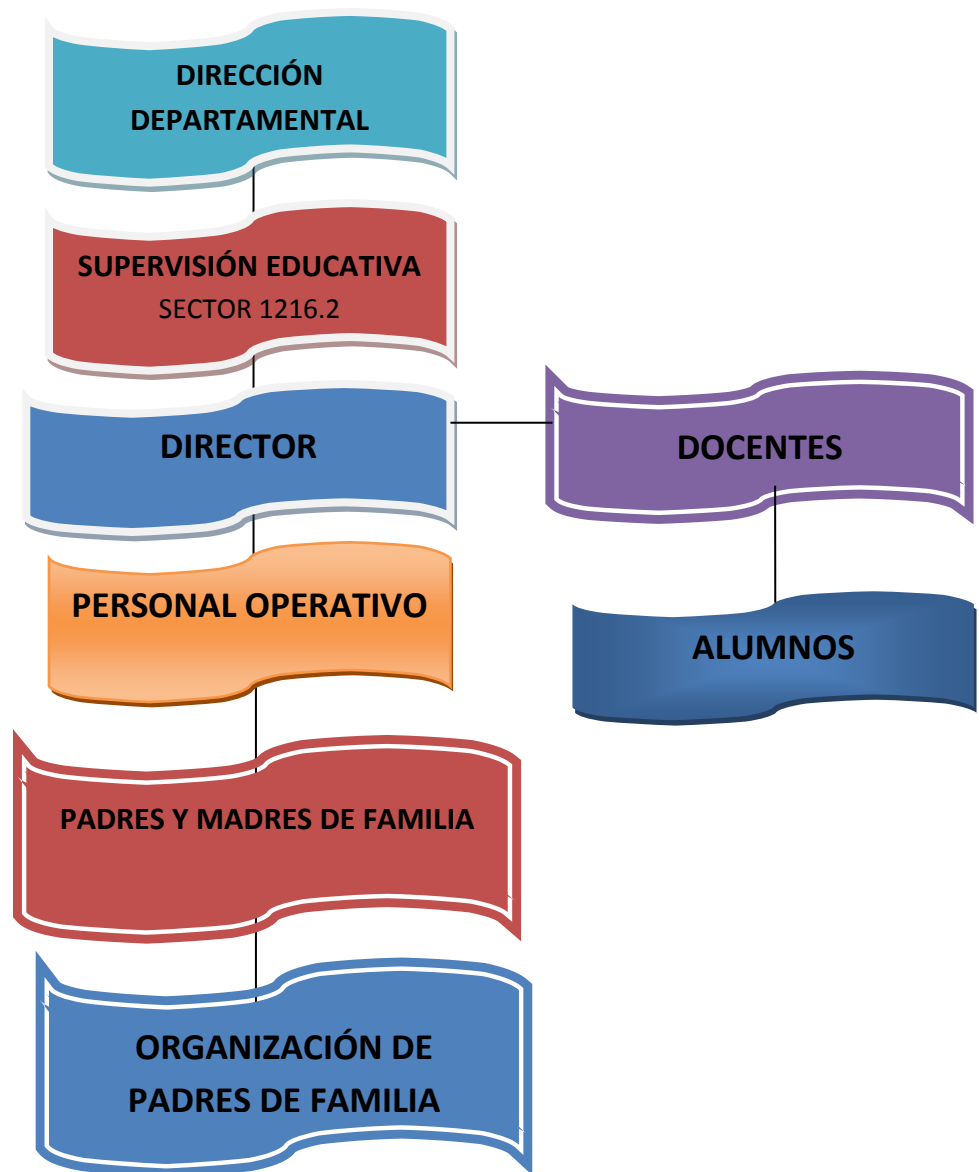 DIRECCIÓN
DEPARTAMENTAL
SUPERVISIÓN EDUCATIVA
SECTOR 1216.2
DIRECTOR
DOCENTES
PERSONAL OPERATIVO
ALUMNOS
PADRES Y MADRES DE FAMILIA
ORGANIZACIÓN DE
PADRES DE FAMILIA